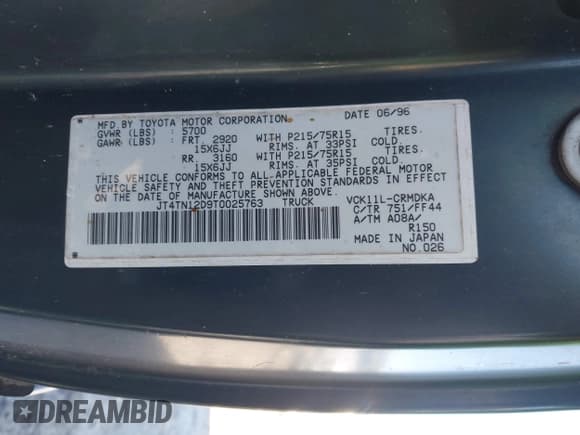 MFD BY TOYOTA MOTOR CORPORATION DATE 06/96
GVWR (LBS) : 5700
GAWR (LBS) : FRT. 2920 WITH P215/75R15 TIRES.
15X6JJ RIMS. AT 33PSI COLD.
RR. 3160 WITH P215/75R15 TIRES.
15X6JJ RIMS. AT 35PSI COLD.
THIS VEHICLE CONFORMS TO ALL APPLICABLE FEDERAL MOTOR
VEHICLE SAFETY AND THEFT PREVENTION STANDARDS IN EFFECT
ON THE DATE OF MANUFACTURE SHOWN ABOVE.
JT4TN12D9T0025763 TRUCK
VCK11L-CRMDKA
C/TR 751/FF44
A/TM A08A/
R150
MADE IN JAPAN
NO.026
DREAMBID